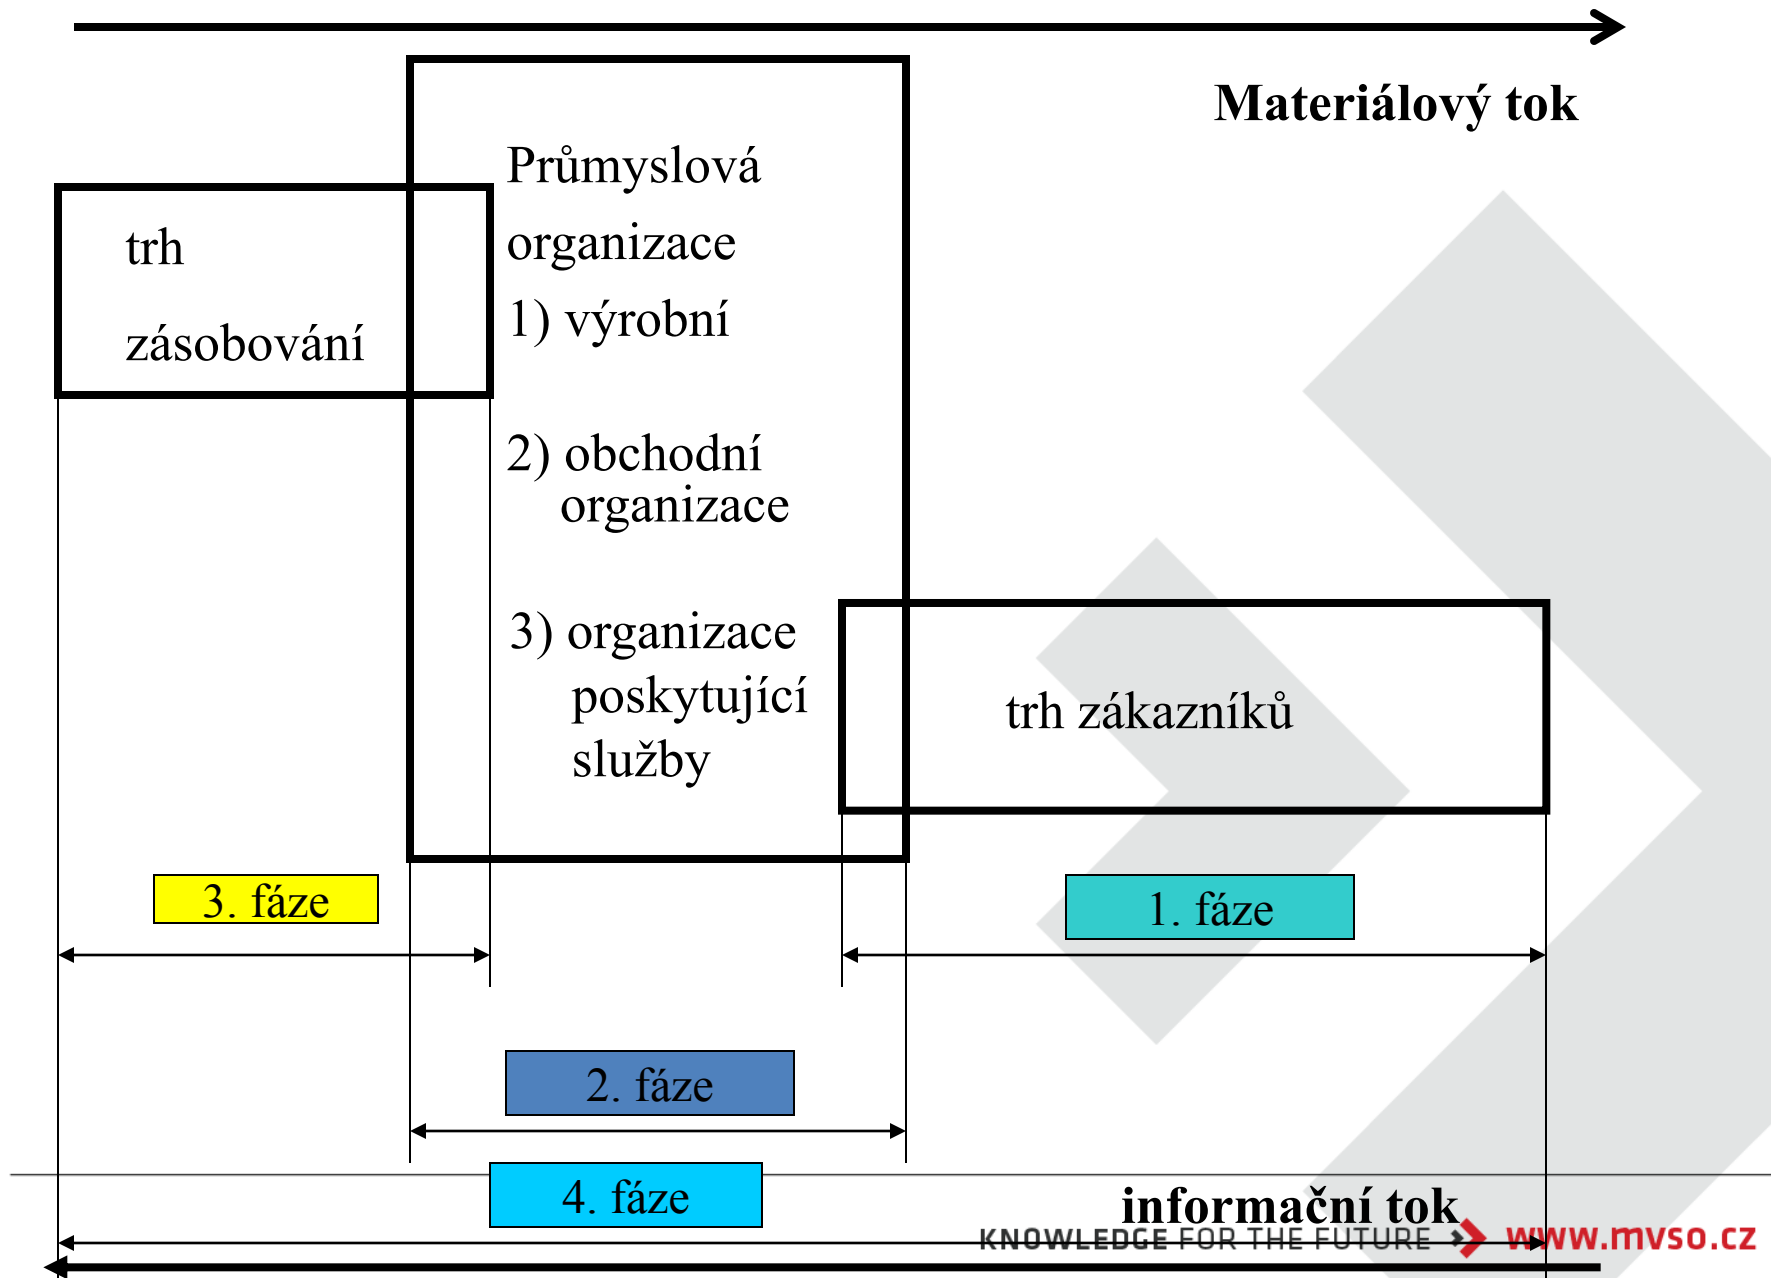 Materiálový tok
Průmyslová
organizace
1) výrobní
2) obchodní
organizace
3) organizace
poskytující
služby
trh
zásobování
trh zákazníků
3. fáze
1. fáze
2. fáze
4. fáze
informační tok
KNOWLEDGE FOR THE FUTURE www.mvso.cz